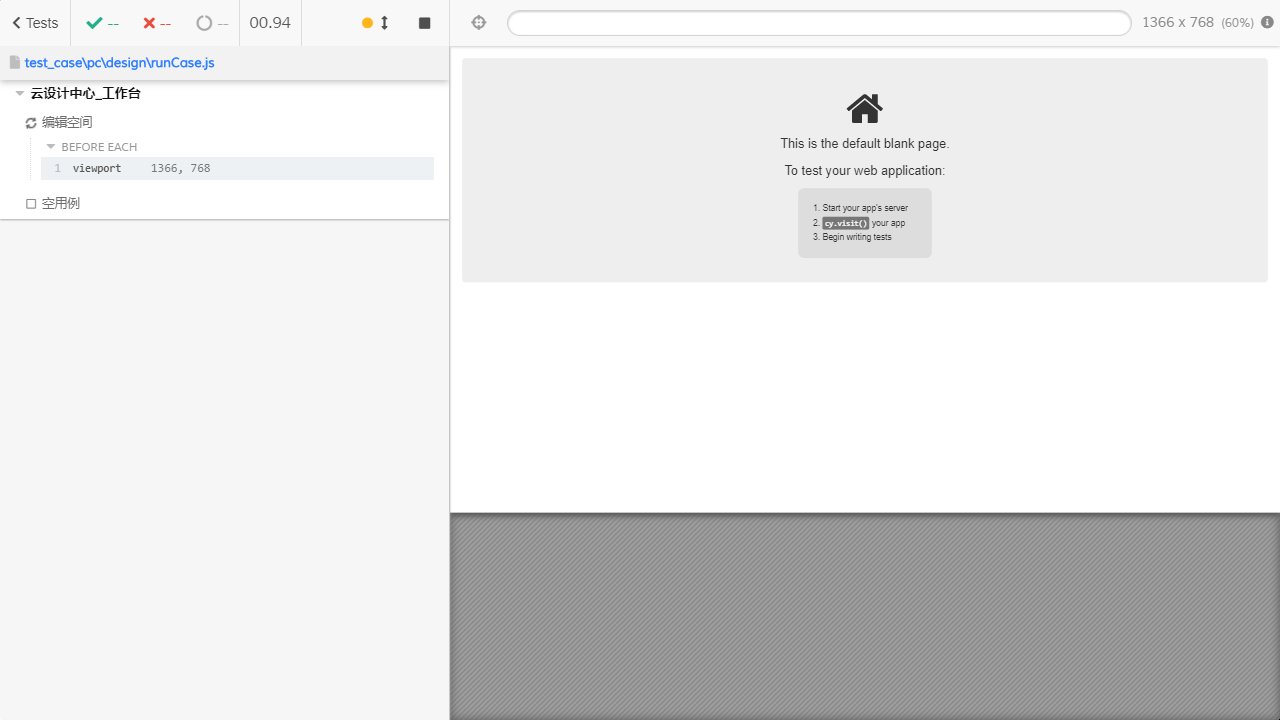 Tests
--
--
--
00.94
1366 x 768 (60%)
test_case\pc\design\runCase.js
云设计中心_工作台
编辑空间
BEFORE EACH
1 viewport 1366, 768
空用例
This is the default blank page.
To test your web application:
1. Start your app's server
2. cy.visit() your app
3. Begin writing tests